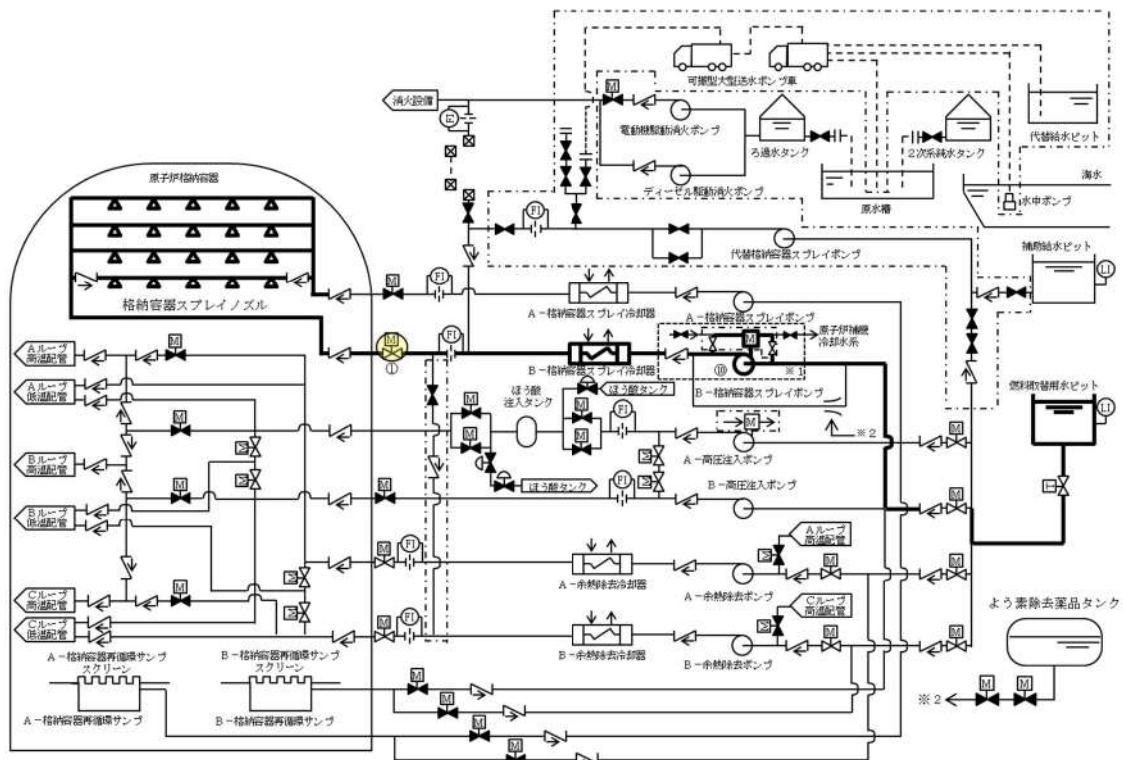 可搬型大型送水ポンプ車
消火設備
M
FI
電動機駆動消火ポンプ
ろ過水タンク
2次系純水タンク
代替給水ピット
ディーゼル駆動消火ポンプ
原水槽
海水
水中ポンプ
原子炉格納容器
FI
代替格納容器スプレイポンプ
補助給水ピット
LI
格納容器スプレイノズル
M
FI
A-格納容器スプレイ冷却器
A-格納容器スプレイポンプ
原子炉補機
冷却水系
M
①
FI
B-格納容器スプレイ冷却器
M
⑩
※1
B-格納容器スプレイポンプ
燃料取替用水ピット
LI
Aループ
高温配管
M
Aループ
低温配管
ほう酸
注入タンク
ほう酸タンク
M
M
FI
M
※2
A-高圧注入ポンプ
M
M
M
M
M
Bループ
高温配管
M
M
ほう酸タンク
M
FI
M
B-高圧注入ポンプ
M
Bループ
低温配管
M
M
Aループ
高温配管
M
FI
A-余熱除去冷却器
M
M
M
A-余熱除去ポンプ
Cループ
高温配管
M
M
Cループ
高温配管
よう素除去薬品タンク
Cループ
低温配管
M
M
FI
B-余熱除去冷却器
M
M
M
B-余熱除去ポンプ
A-格納容器再循環サンプ
スクリーン
B-格納容器再循環サンプ
スクリーン
M
※2
M
M
A-格納容器再循環サンプ
B-格納容器再循環サンプ
M
M
M